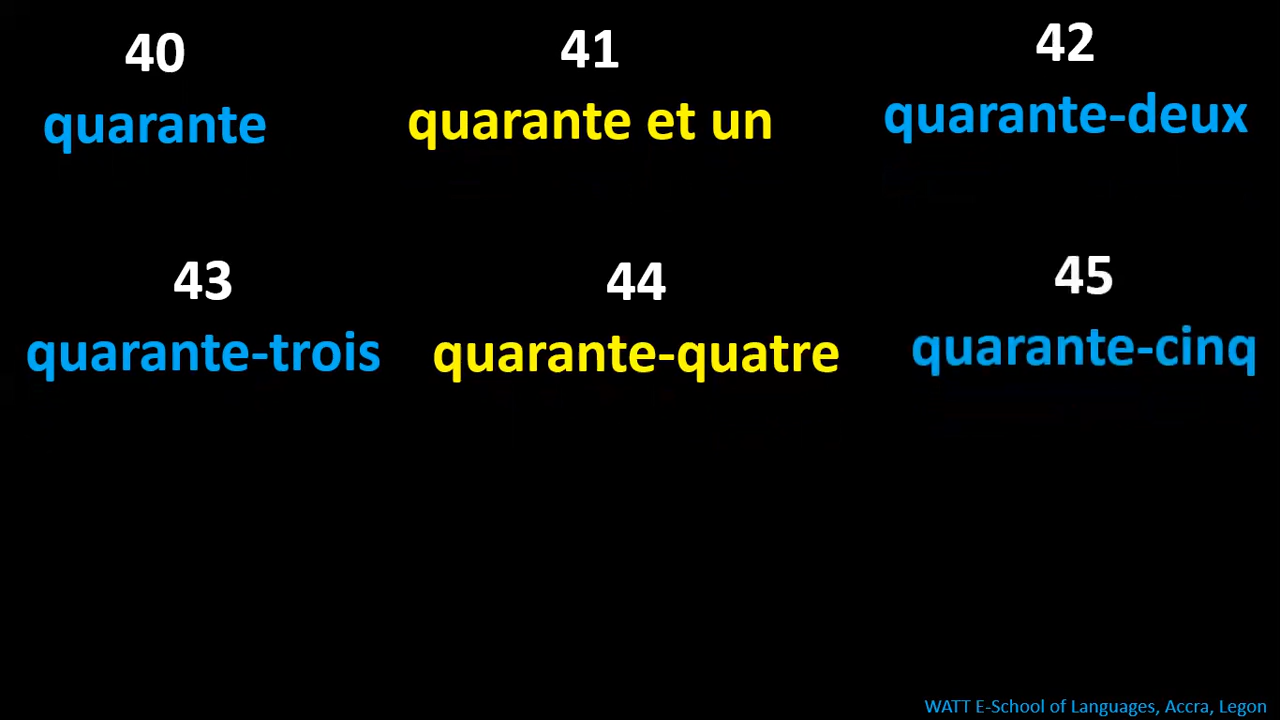 40 41 42
quarante quarante et un quarante-deux
43 44 45
quarante-trois quarante-quatre quarante-cinq
WATT E-School of Languages, Accra, Legon